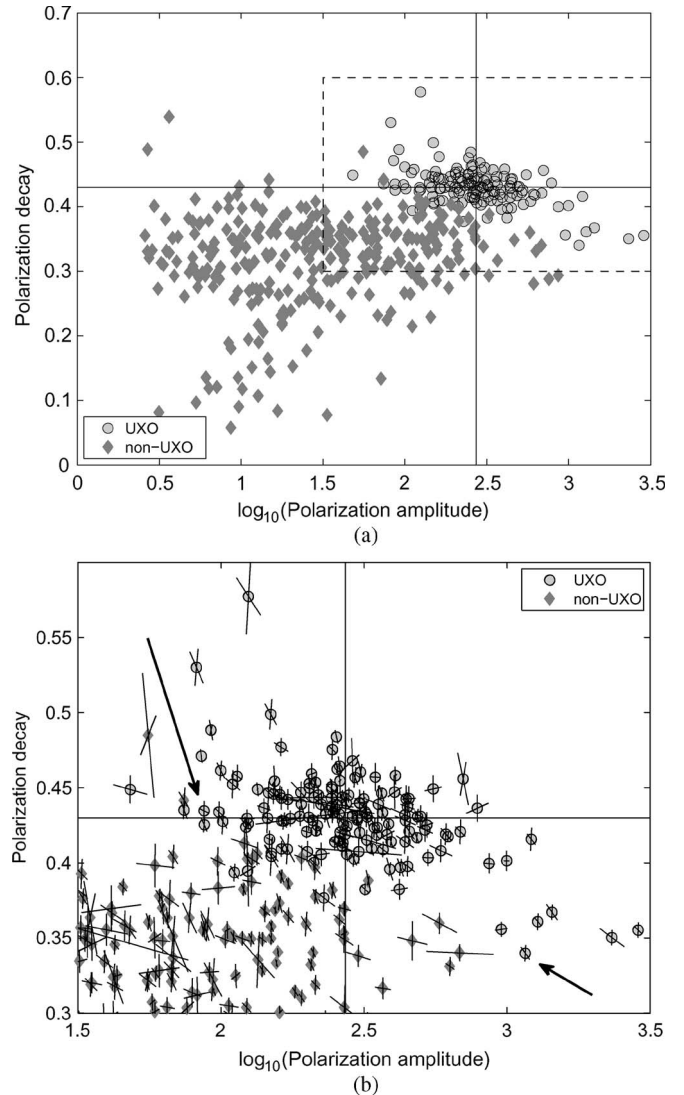 0.7
0.6
0.5
0.4
0.3
0.2
0.1
0
Polarization decay
UXO
non−UXO
0 0.5 1 1.5 2 2.5 3 3.5
log10(Polarization amplitude)
(a)
UXO
non−UXO
0.55
0.5
0.45
0.4
0.35
0.3
Polarization decay
1.5 2 2.5 3 3.5
log10(Polarization amplitude)
(b)